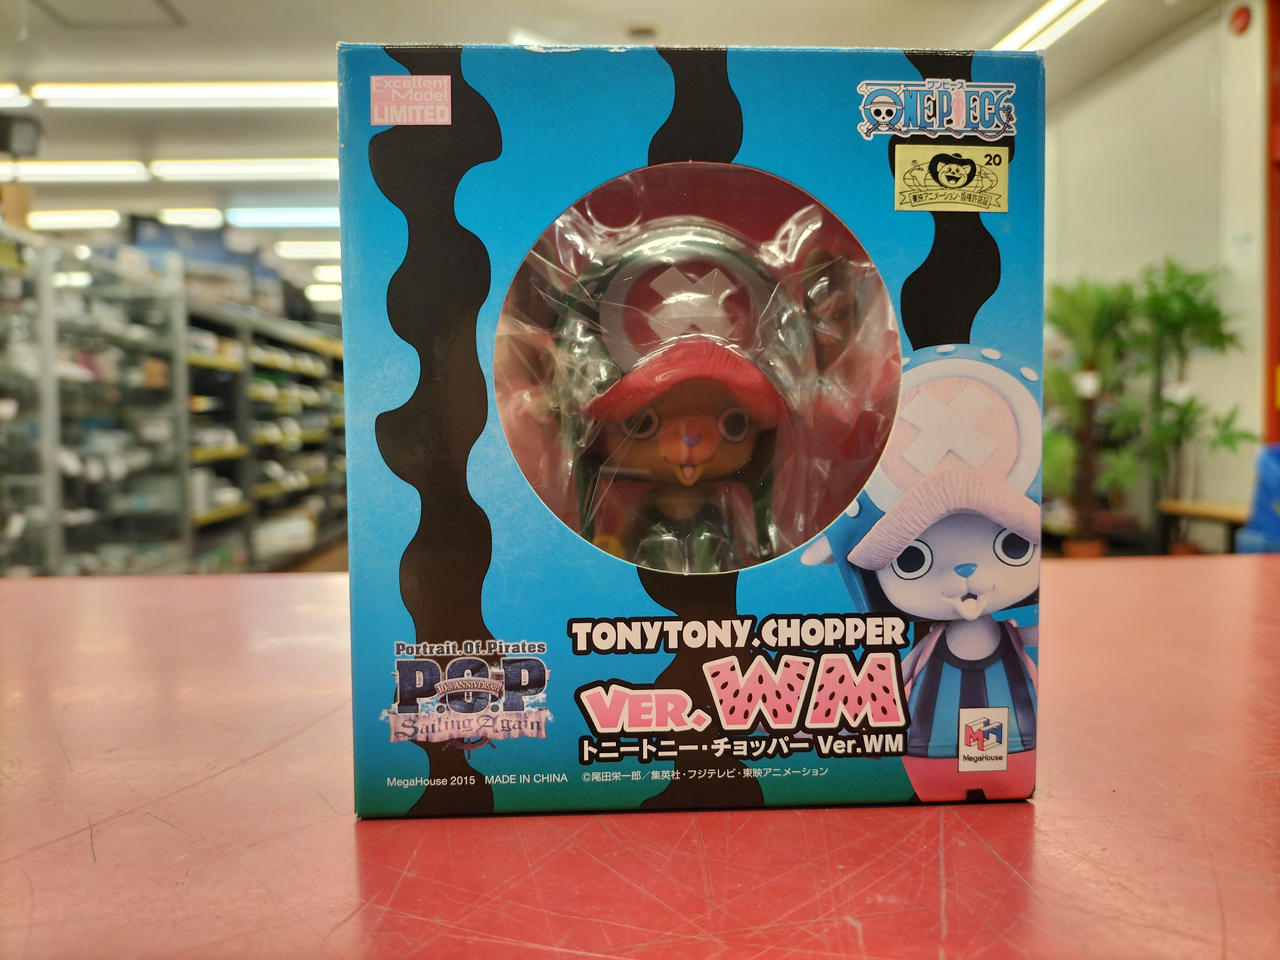 Excellent
Model
LIMITED
ワンピース
ONE PIECE
20
東映アニメーション・版権許諾証
TONYTONY.CHOPPER
VER.WM
トニートニー・チョッパー Ver.WM
Portrait.Of.Pirates
P.O.P
10th ANNIVERSARY
Sailing Again
MegaHouse
MegaHouse 2015 MADE IN CHINA ©尾田栄一郎／集英社・フジテレビ・東映アニメーション